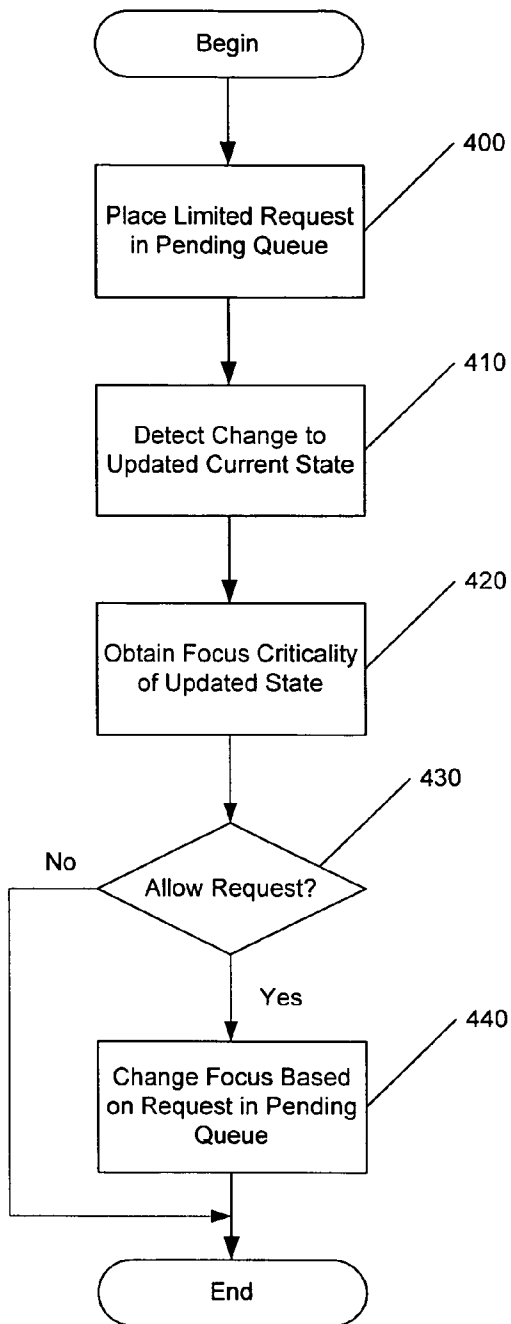 Begin
400
Place Limited Request
in Pending Queue
410
Detect Change to
Updated Current State
420
Obtain Focus Criticality
of Updated State
430
No
Allow Request?
Yes
440
Change Focus Based
on Request in Pending
Queue
End